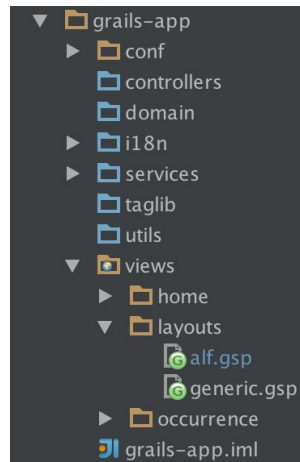 grails-app
conf
controllers
domain
i18n
services
taglib
utils
views
home
layouts
alf.gsp
generic.gsp
occurrence
grails-app.iml